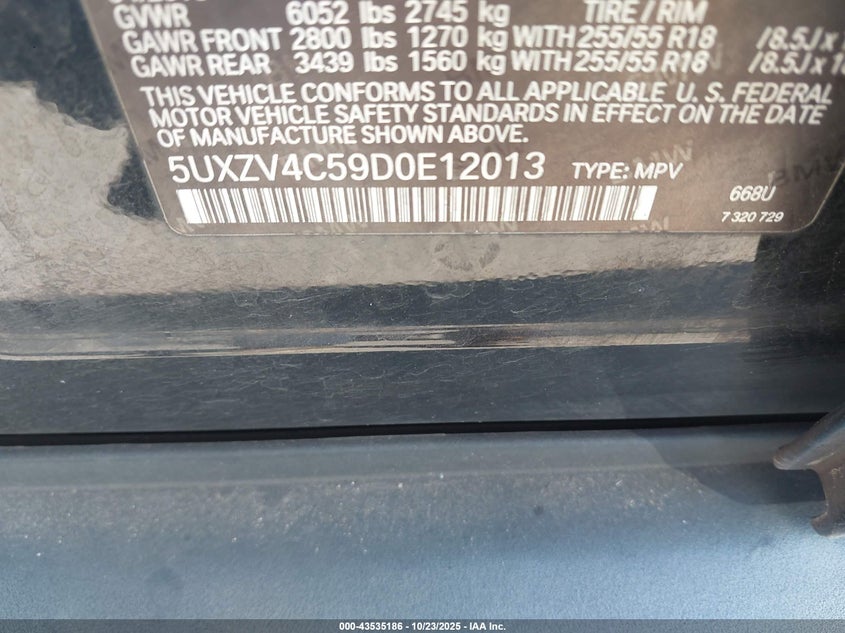 GVWR 6052 lbs 2745 kg TIRE / RIM
GAWR FRONT 2800 lbs 1270 kg WITH 255/55 R18 /8.5J x 1
GAWR REAR 3439 lbs 1560 kg WITH 255/55 R18 /8.5J x 18
THIS VEHICLE CONFORMS TO ALL APPLICABLE U. S. FEDERAL
MOTOR VEHICLE SAFETY STANDARDS IN EFFECT ON THE DATE
OF MANUFACTURE SHOWN ABOVE.
5UXZV4C59D0E12013 TYPE: MPV
668U
7 320 729
000-43535186 - 10/23/2025 - IAA Inc.